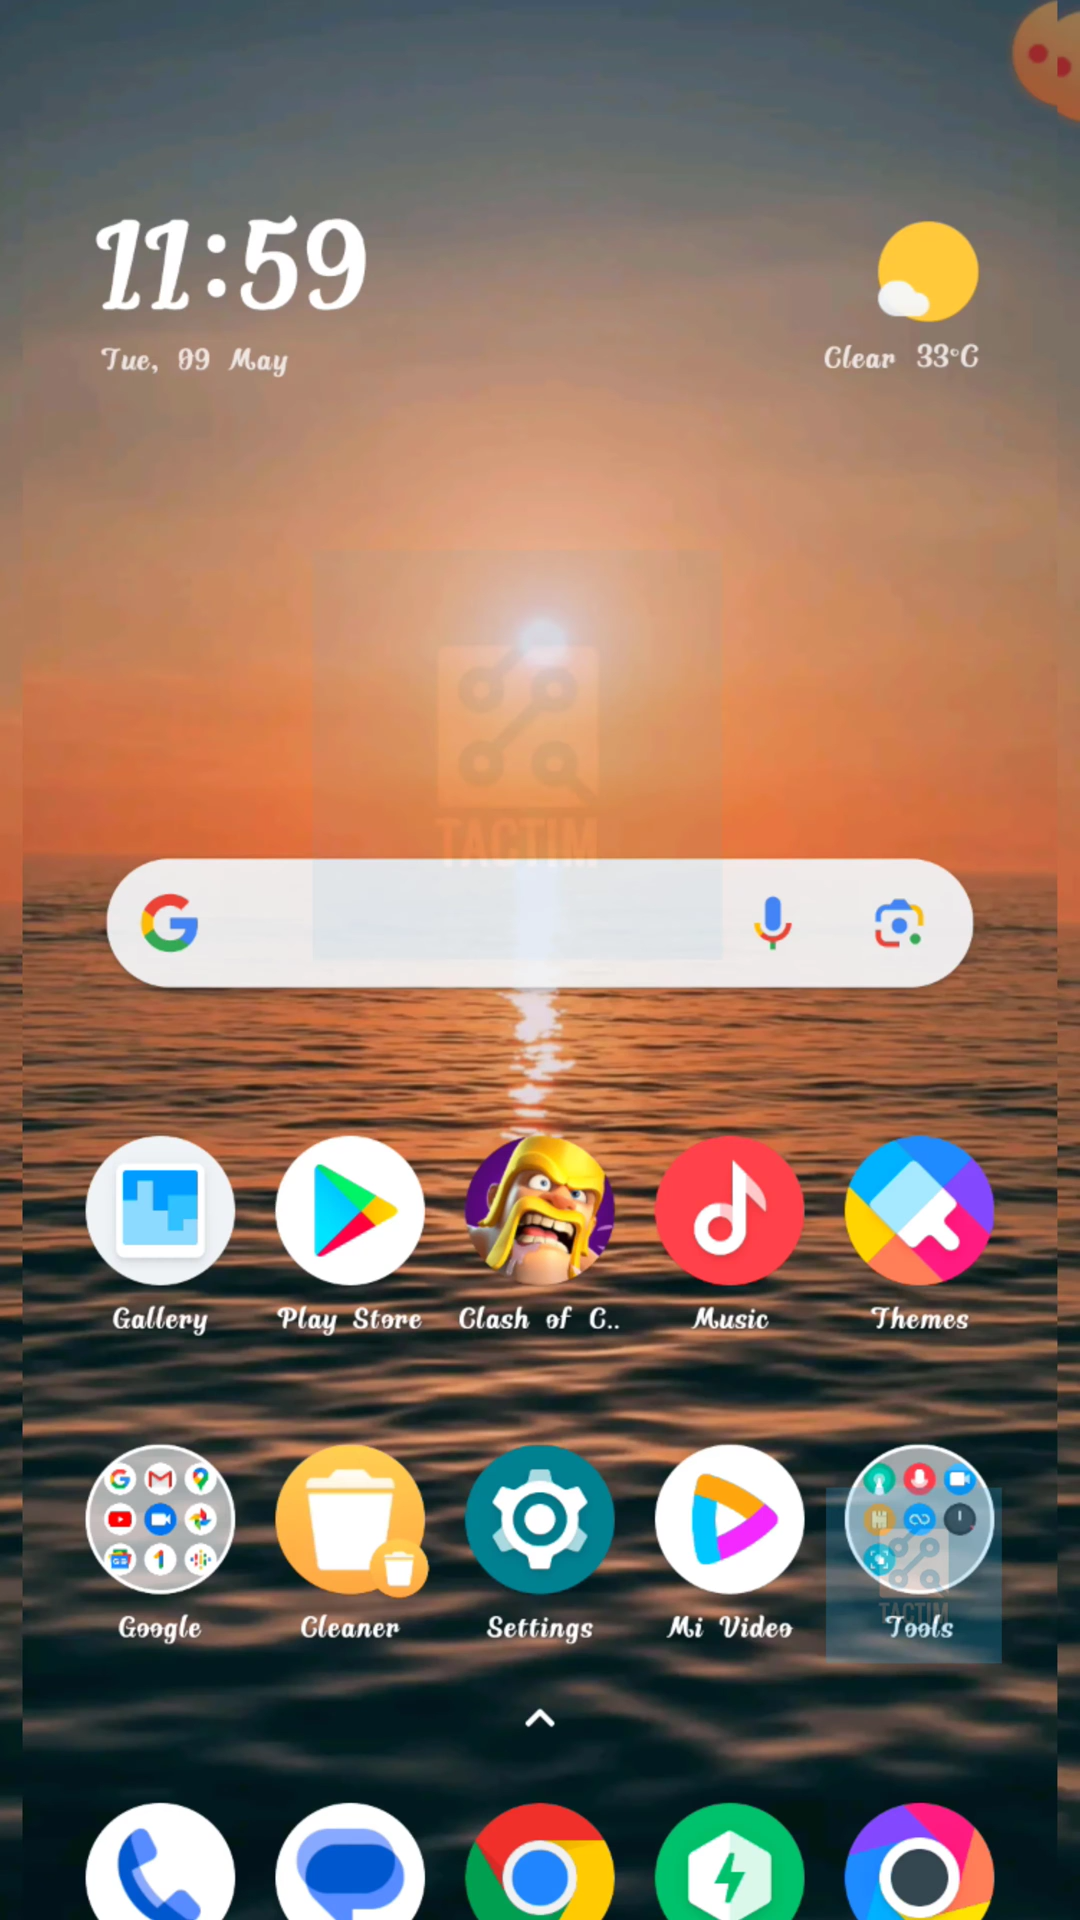 11:59
Tue, 09 May
Clear 33°C
TACTIM
Gallery
Play Store
Clash of C..
Music
Themes
Google
Cleaner
Settings
Mi Video
TACTIM
Tools